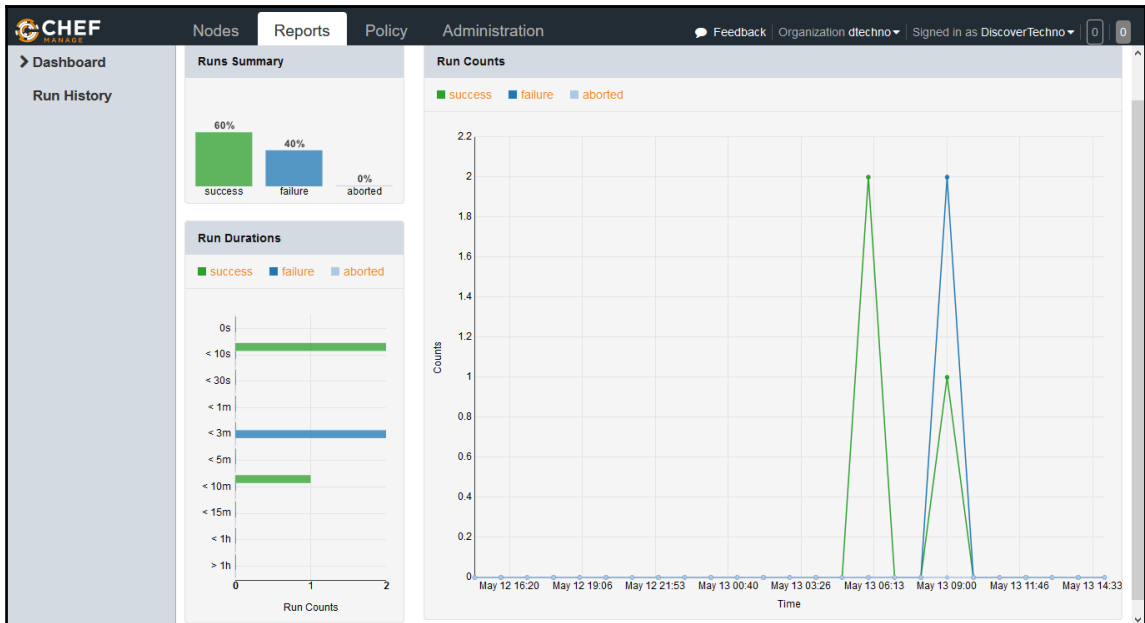 CHEF
MANAGE
Nodes Reports Policy Administration
Feedback Organization dtechno Signed in as DiscoverTechno 0 0
Dashboard
Run History
Runs Summary
60%
40%
0%
success failure aborted
Run Durations
success failure aborted
0s
< 10s
< 30s
< 1m
< 3m
< 5m
< 10m
< 15m
< 1h
> 1h
0 1 2
Run Counts
Run Counts
success failure aborted
2.2
2
1.8
1.6
1.4
1.2
1
0.8
0.6
0.4
0.2
0
Counts
May 12 16:20 May 12 19:06 May 12 21:53 May 13 00:40 May 13 03:26 May 13 06:13 May 13 09:00 May 13 11:46 May 13 14:33
Time